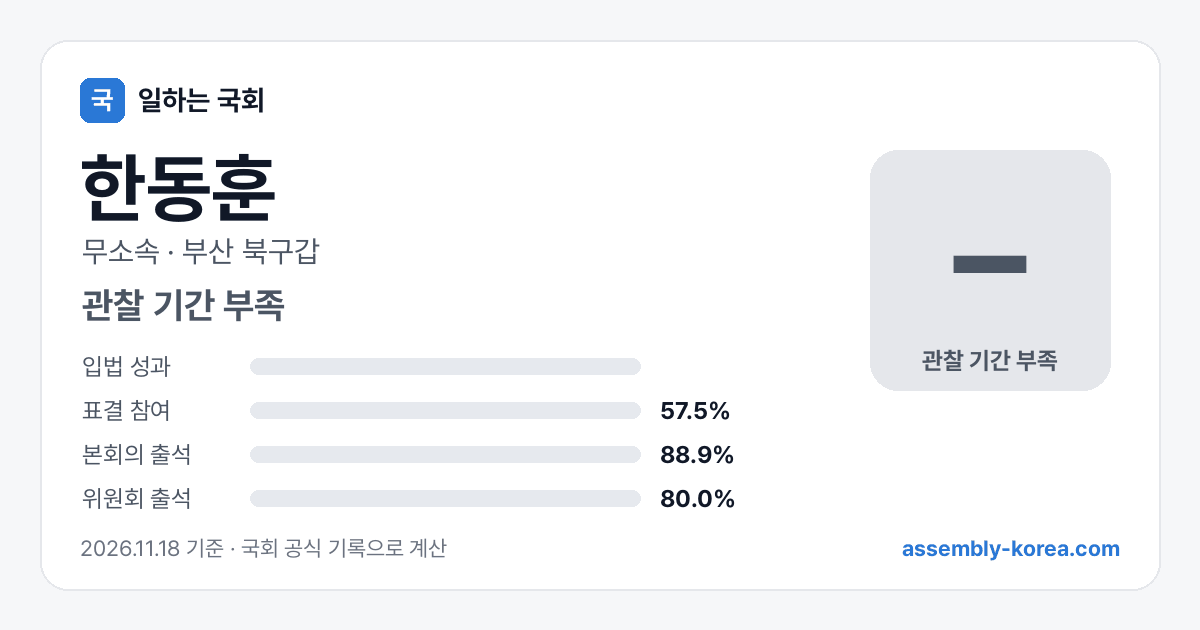 국 일하는 국회
한동훈
무소속 · 부산 북구갑
관찰 기간 부족
입법 성과
표결 참여 57.5%
본회의 출석 88.9%
위원회 출석 80.0%
–
관찰 기간 부족
2026.11.18 기준 · 국회 공식 기록으로 계산
assembly-korea.com